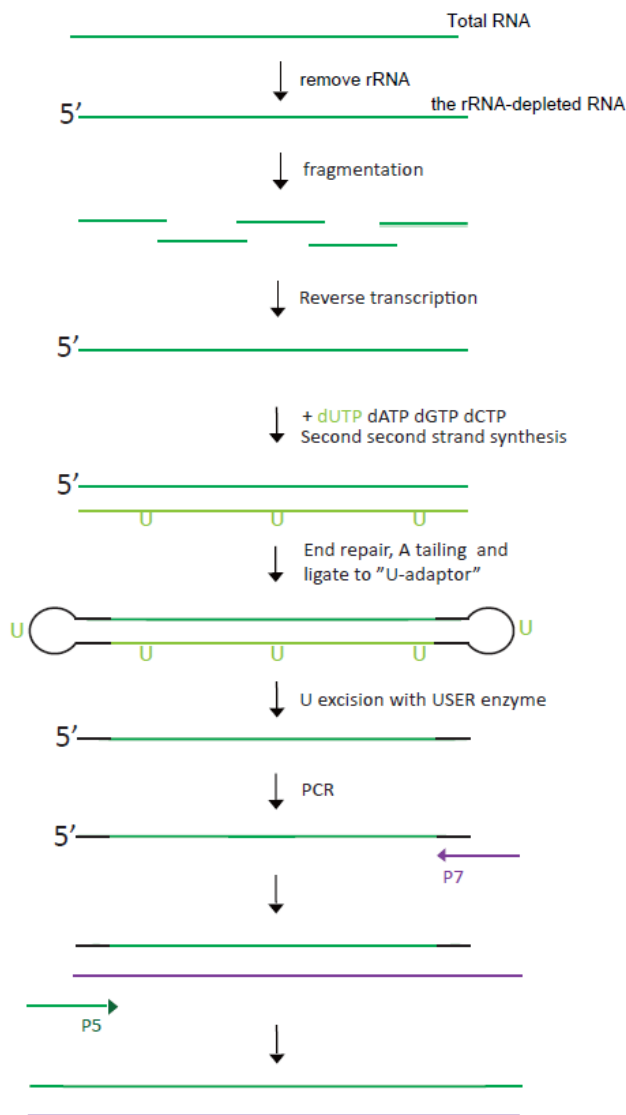 Total RNA
remove rRNA
the rRNA-depleted RNA
5’
fragmentation
Reverse transcription
5’
+ dUTP dATP dGTP dCTP
Second second strand synthesis
5’
U U U
End repair, A tailing and
ligate to ”U-adaptor”
U U
U U U
U excision with USER enzyme
5’
PCR
5’
P7
P5